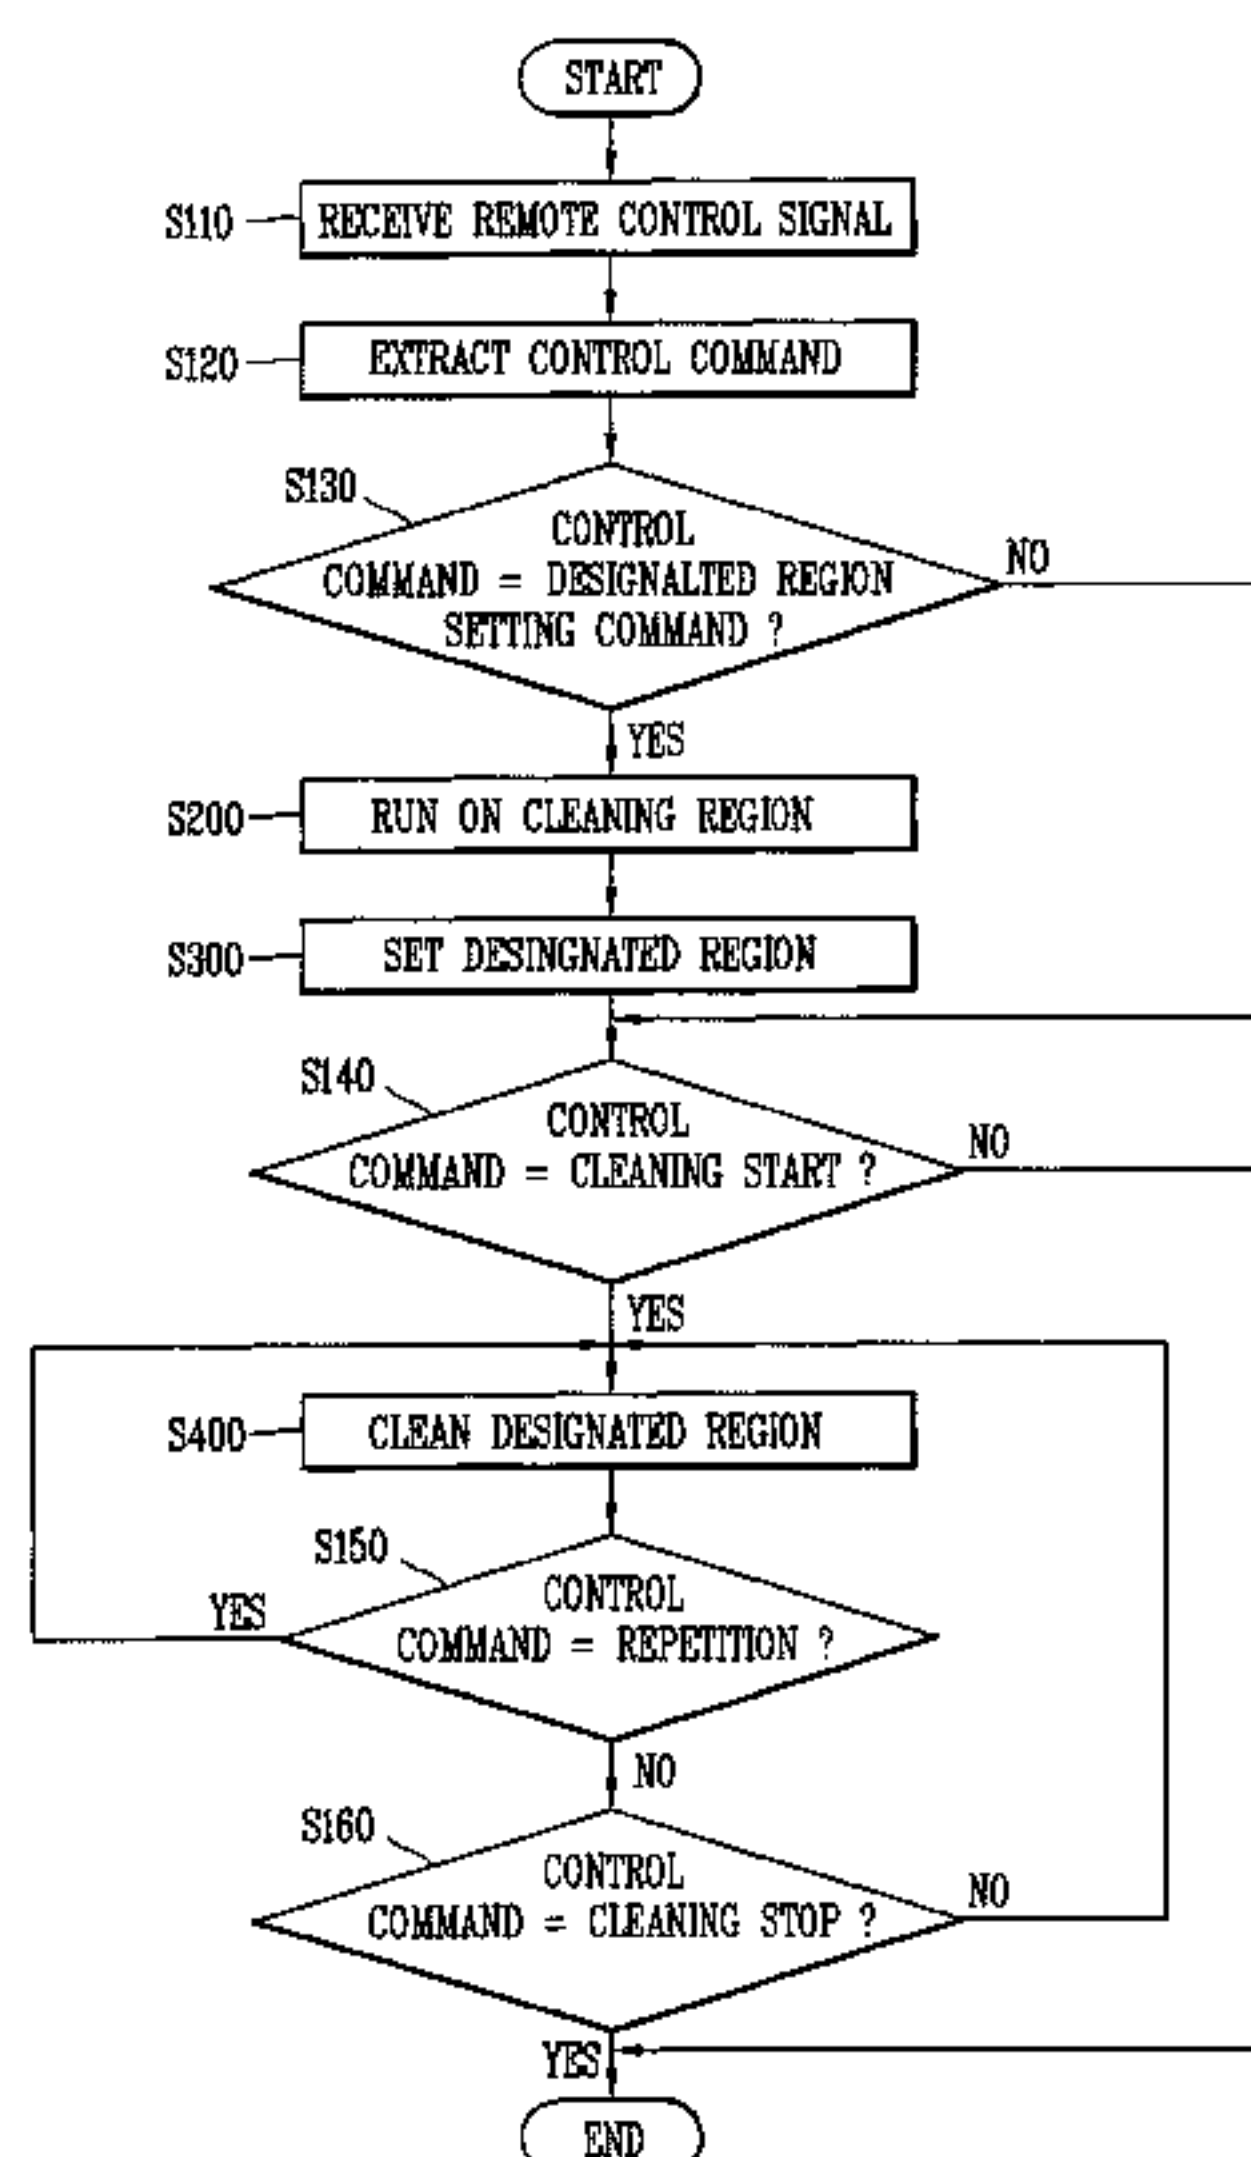 START
S110
RECEIVE REMOTE CONTROL SIGNAL
S120
EXTRACT CONTROL COMMAND
S130
CONTROL
COMMAND = DESIGNALTED REGION
SETTING COMMAND ?
NO
YES
S200
RUN ON CLEANING REGION
S300
SET DESINGNATED REGION
S140
CONTROL
COMMAND = CLEANING START ?
NO
YES
S400
CLEAN DESIGNATED REGION
S150
CONTROL
COMMAND = REPETITION ?
YES
NO
S160
CONTROL
COMMAND = CLEANING STOP ?
NO
YES
END